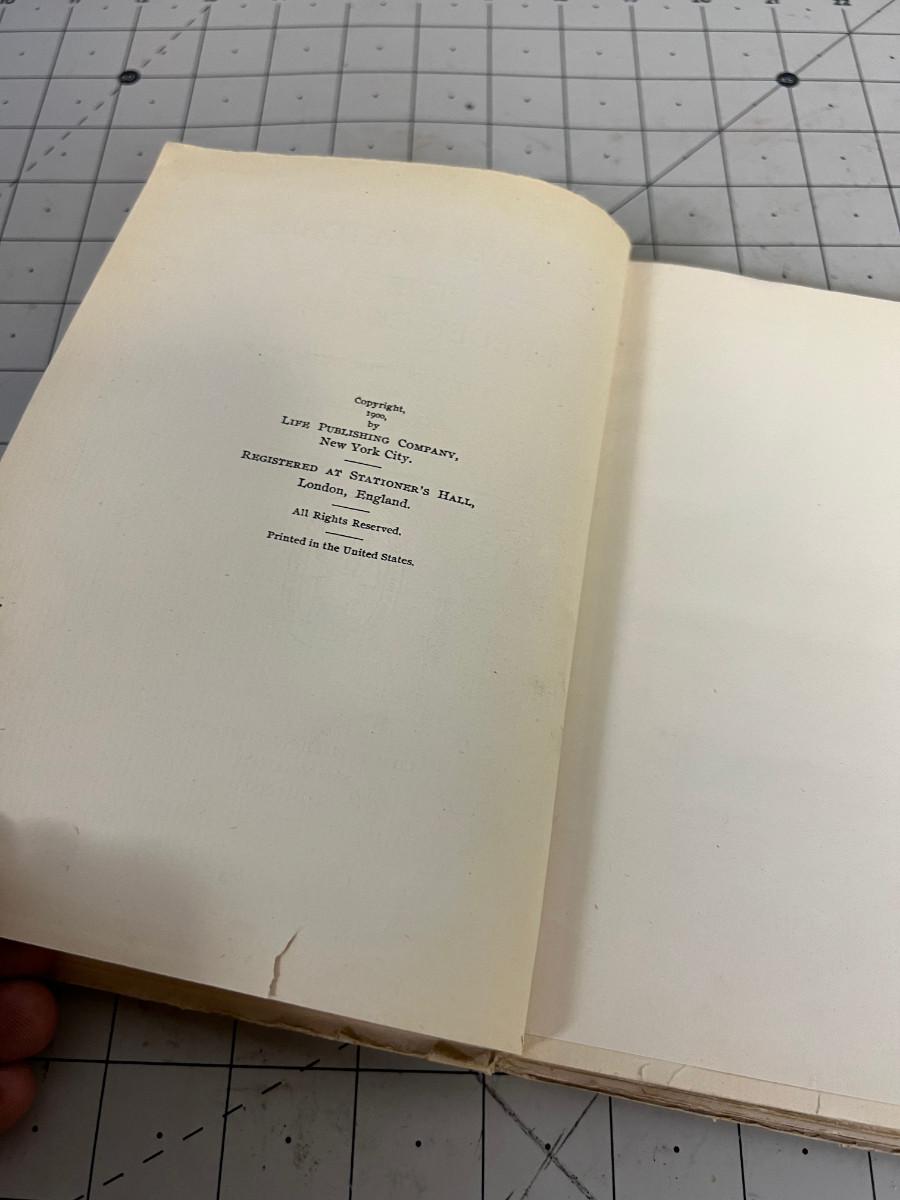 Copyright,
1900,
by
Life Publishing Company,
New York City.
Registered at Stationer's Hall,
London, England.
All Rights Reserved.
Printed in the United States.